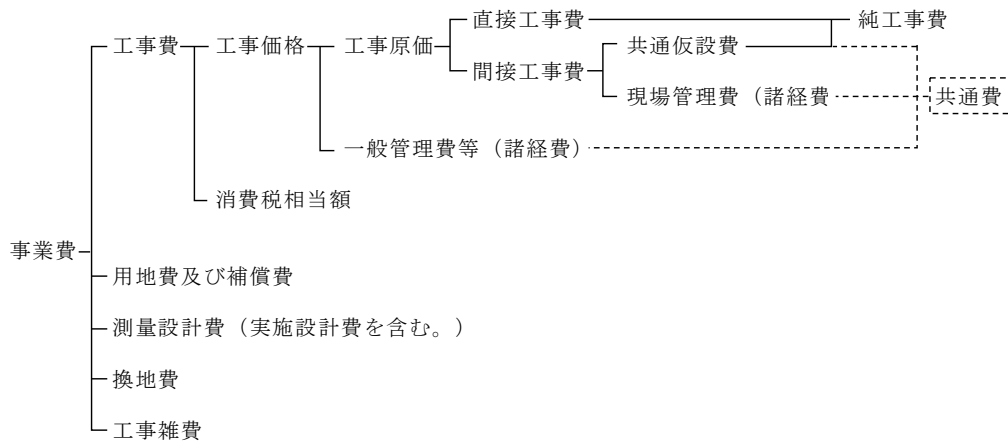 直接工事費
純工事費
工事費
工事価格
工事原価
共通仮設費
間接工事費
現場管理費（諸経費
共通費
一般管理費等（諸経費）
消費税相当額
事業費
用地費及び補償費
測量設計費（実施設計費を含む。）
換地費
工事雑費